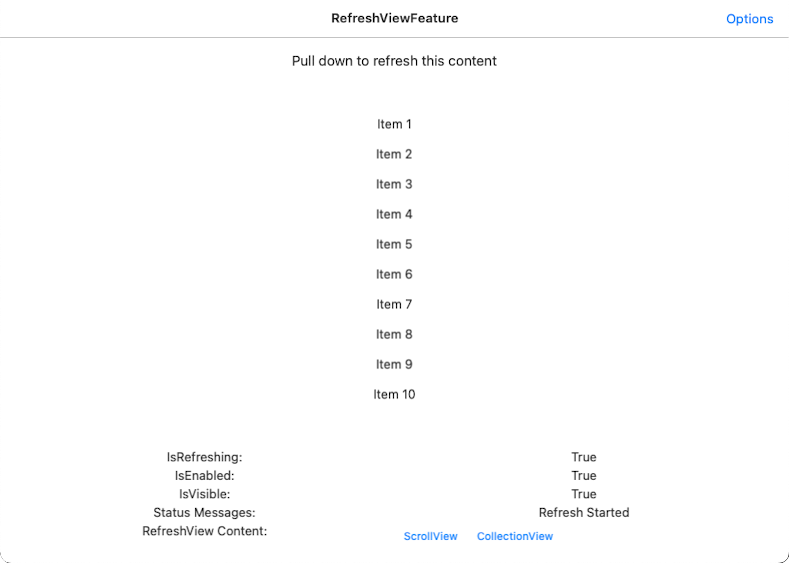 RefreshViewFeature Options
Pull down to refresh this content
Item 1
Item 2
Item 3
Item 4
Item 5
Item 6
Item 7
Item 8
Item 9
Item 10
IsRefreshing: True
IsEnabled: True
IsVisible: True
Status Messages: Refresh Started
RefreshView Content: ScrollView CollectionView